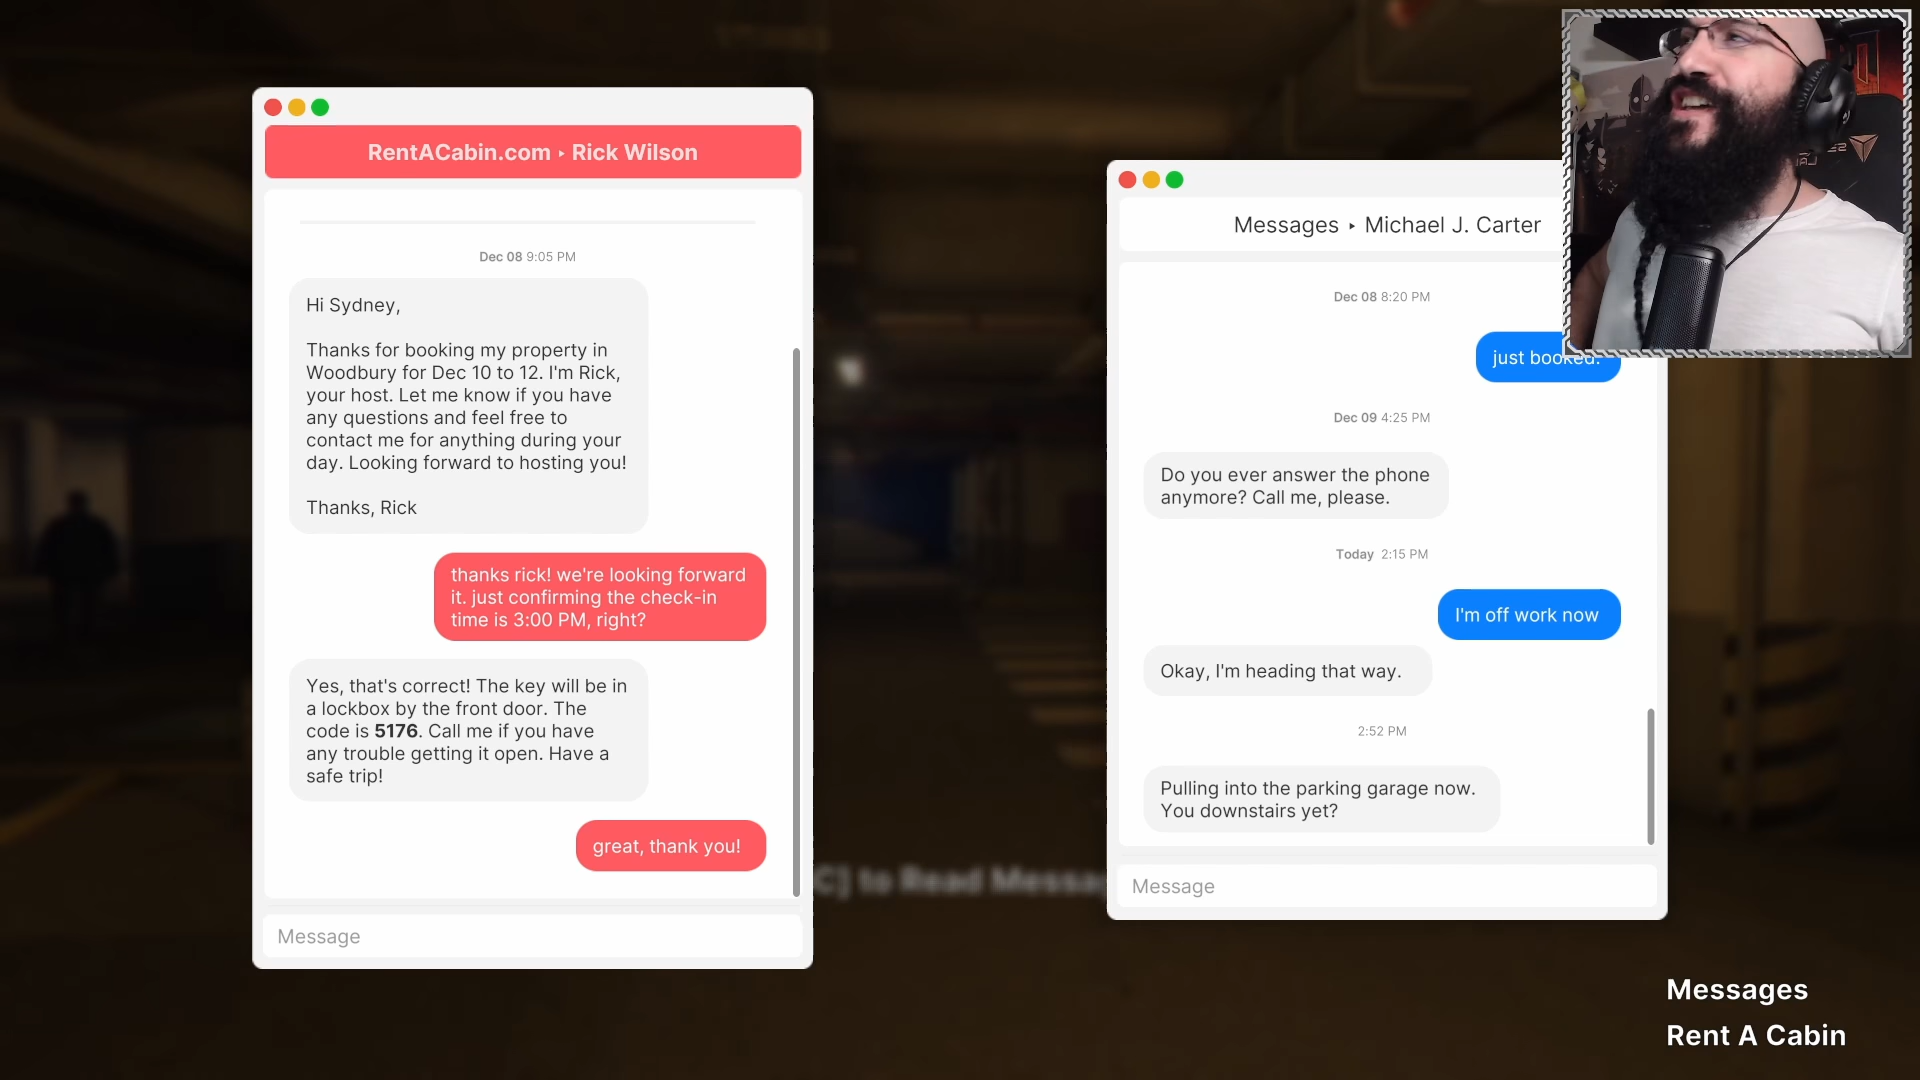 RentACabin.com ‣ Rick Wilson
Dec 08 9:05 PM
Hi Sydney,
Thanks for booking my property in
Woodbury for Dec 10 to 12. I'm Rick,
your host. Let me know if you have
any questions and feel free to
contact me for anything during your
day. Looking forward to hosting you!
Thanks, Rick
thanks rick! we're looking forward
it. just confirming the check-in
time is 3:00 PM, right?
Yes, that's correct! The key will be in
a lockbox by the front door. The
code is 5176. Call me if you have
any trouble getting it open. Have a
safe trip!
great, thank you!
Message
Messages ‣ Michael J. Carter
Dec 08 8:20 PM
just booked.
Dec 09 4:25 PM
Do you ever answer the phone
anymore? Call me, please.
Today 2:15 PM
I'm off work now
Okay, I'm heading that way.
2:52 PM
Pulling into the parking garage now.
You downstairs yet?
Message
C] to Read Messag
Messages
Rent A Cabin